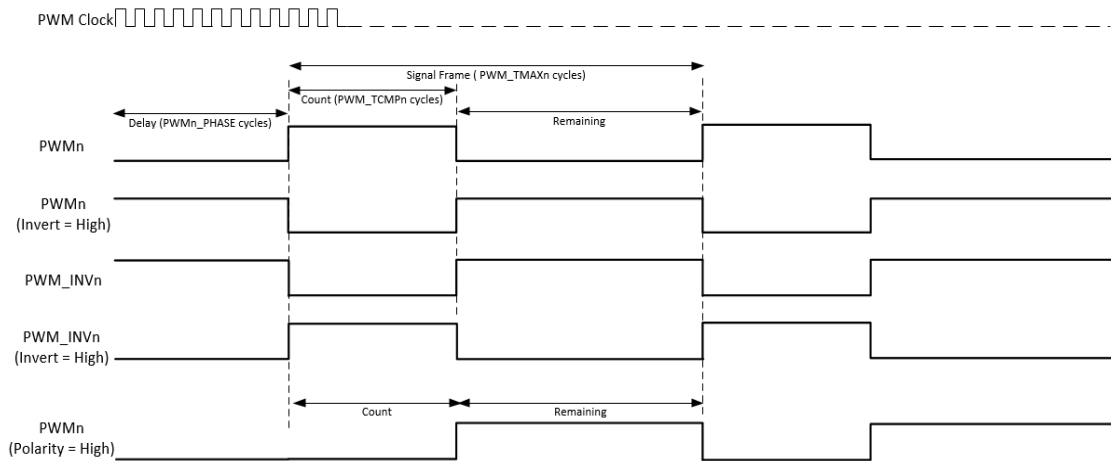 PWM Clock
Signal Frame ( PWM_TMAXn cycles)
Count (PWM_TCMPn cycles)
Delay (PWMn_PHASE cycles)
Remaining
PWMn
PWMn
(Invert = High)
PWM_INVn
PWM_INVn
(Invert = High)
Count
Remaining
PWMn
(Polarity = High)